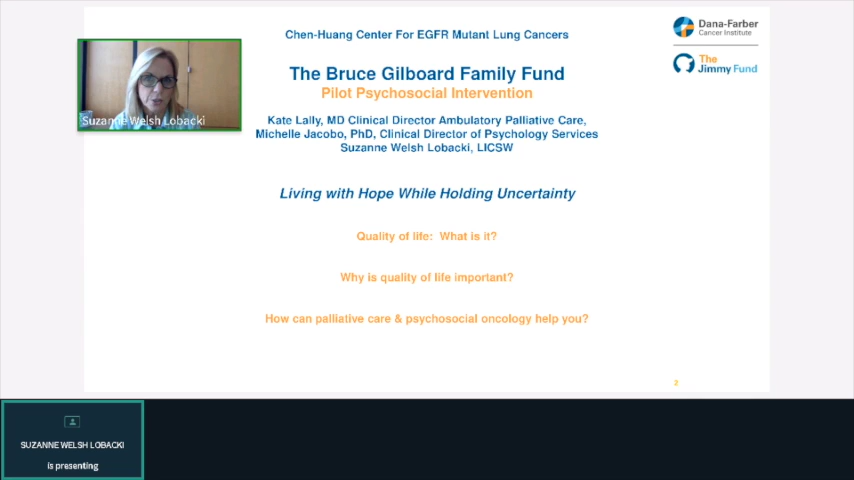 Chen-Huang Center For EGFR Mutant Lung Cancers
Dana-Farber
Cancer Institute
The
Jimmy Fund
The Bruce Gilboard Family Fund
Pilot Psychosocial Intervention
Suzanne Welsh Lobacki
Kate Lally, MD Clinical Director Ambulatory Palliative Care,
Michelle Jacobo, PhD, Clinical Director of Psychology Services
Suzanne Welsh Lobacki, LICSW
Living with Hope While Holding Uncertainty
Quality of life: What is it?
Why is quality of life important?
How can palliative care & psychosocial oncology help you?
2
SUZANNE WELSH LOBACKI
is presenting